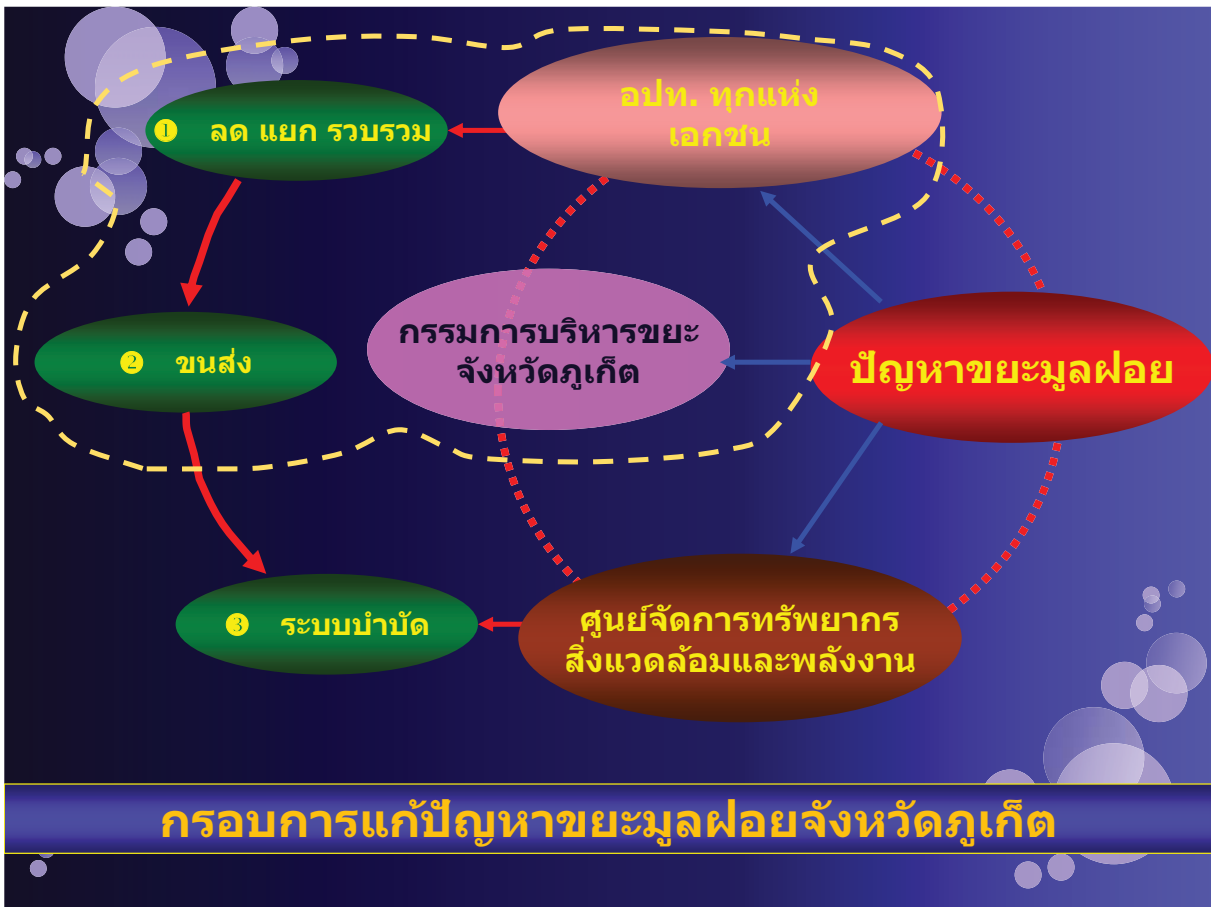 อปท. ทุกแห่ง
เอกชน
❶ ลด แยก รวบรวม
กรรมการบริหารขยะ
จังหวัดภูเก็ต
❷ ขนส่ง
ปัญหาขยะมูลฝอย
ศูนย์จัดการทรัพยากร
สิ่งแวดล้อมและพลังงาน
❸ ระบบบำบัด
กรอบการแก้ปัญหาขยะมูลฝอยจังหวัดภูเก็ต